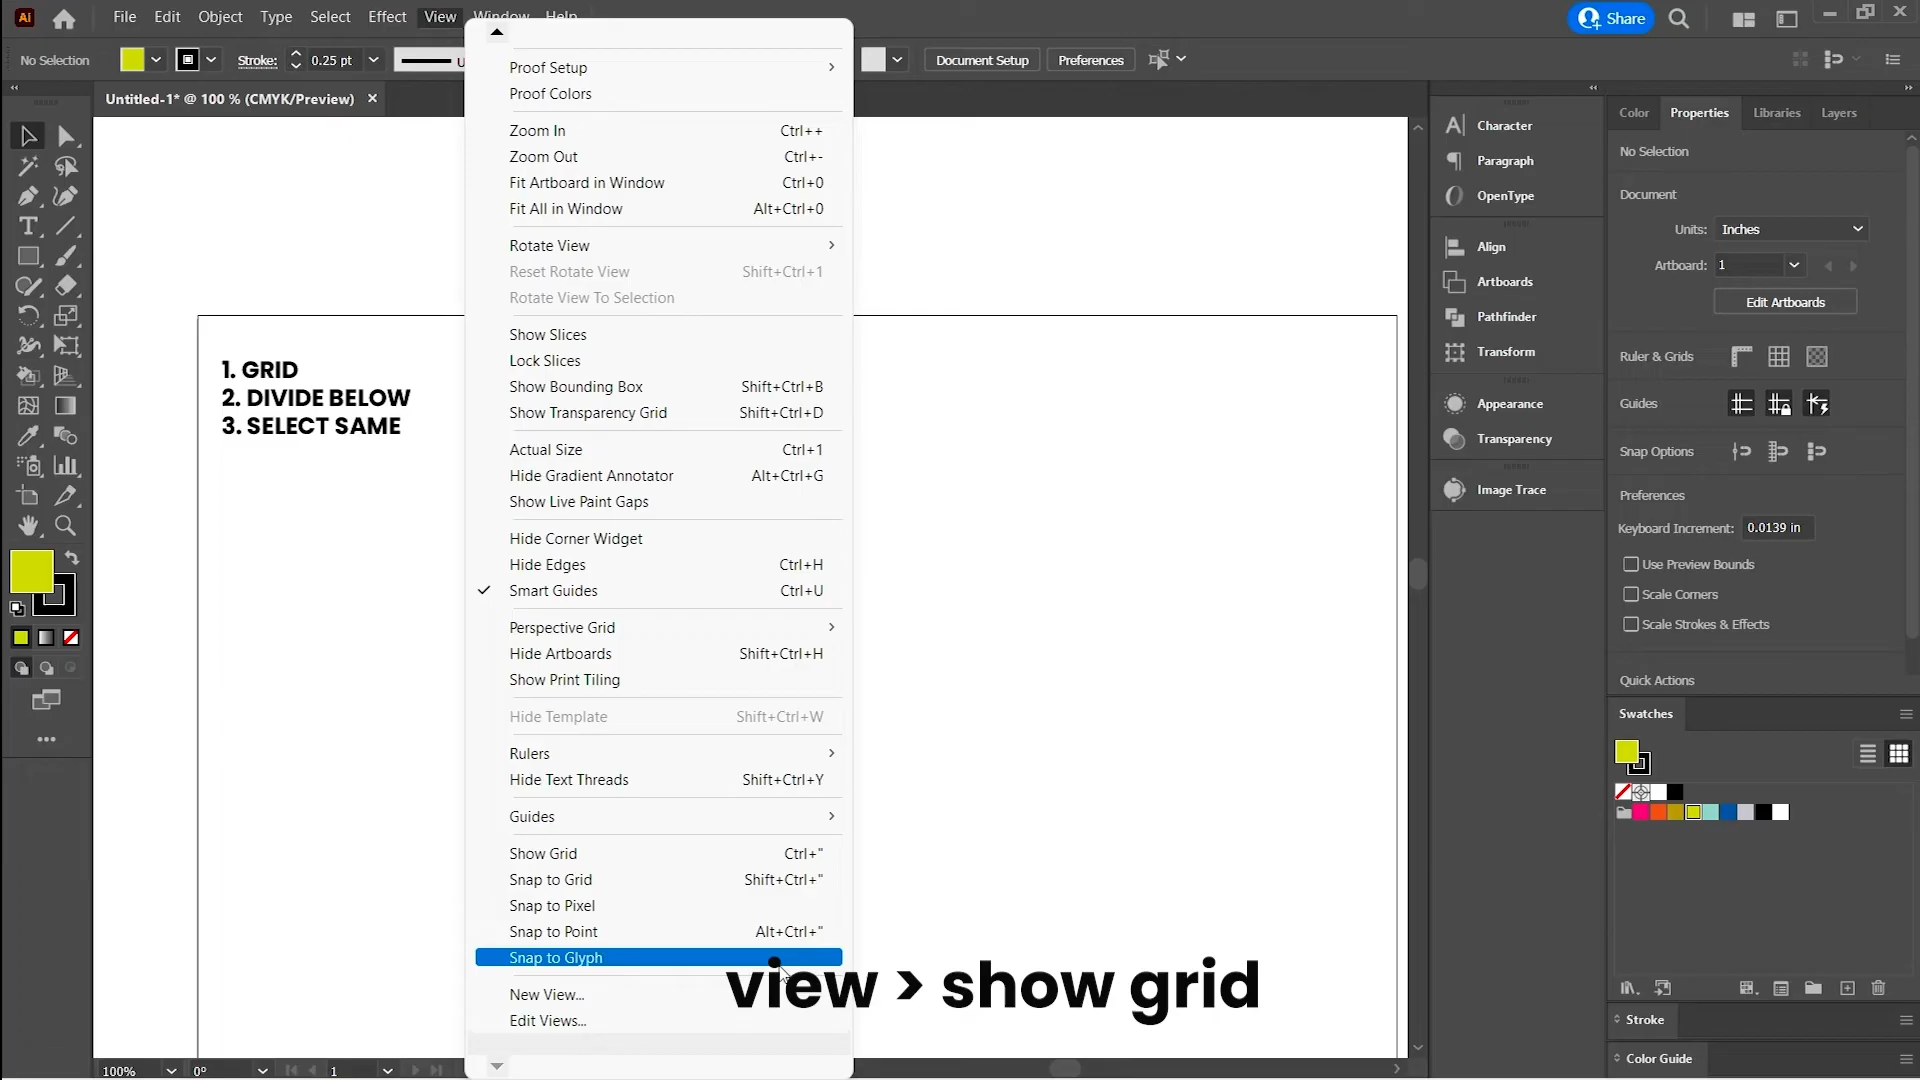 Ai File Edit Object Type Select Effect View Window Help Share
No Selection Stroke: 0.25 pt Document Setup Preferences
Untitled-1* @ 100 % (CMYK/Preview)
Proof Setup
Proof Colors
Zoom In Ctrl++
Zoom Out Ctrl+-
Fit Artboard in Window Ctrl+0
Fit All in Window Alt+Ctrl+0
Rotate View
Reset Rotate View Shift+Ctrl+1
Rotate View To Selection
Show Slices
Lock Slices
Show Bounding Box Shift+Ctrl+B
Show Transparency Grid Shift+Ctrl+D
Actual Size Ctrl+1
Hide Gradient Annotator Alt+Ctrl+G
Show Live Paint Gaps
Hide Corner Widget
Hide Edges Ctrl+H
Smart Guides Ctrl+U
Perspective Grid
Hide Artboards Shift+Ctrl+H
Show Print Tiling
Hide Template Shift+Ctrl+W
Rulers
Hide Text Threads Shift+Ctrl+Y
Guides
Show Grid Ctrl+"
Snap to Grid Shift+Ctrl+"
Snap to Pixel
Snap to Point Alt+Ctrl+"
Snap to Glyph
New View...
Edit Views...
1. GRID
2. DIVIDE BELOW
3. SELECT SAME
view > show grid
Character
Paragraph
OpenType
Align
Artboards
Pathfinder
Transform
Appearance
Transparency
Image Trace
Color Properties Libraries Layers
No Selection
Document
Units: Inches
Artboard: 1
Edit Artboards
Ruler & Grids
Guides
Snap Options
Preferences
Keyboard Increment: 0.0139 in
Use Preview Bounds
Scale Corners
Scale Strokes & Effects
Quick Actions
Swatches
Stroke
Color Guide
100% 0° 1